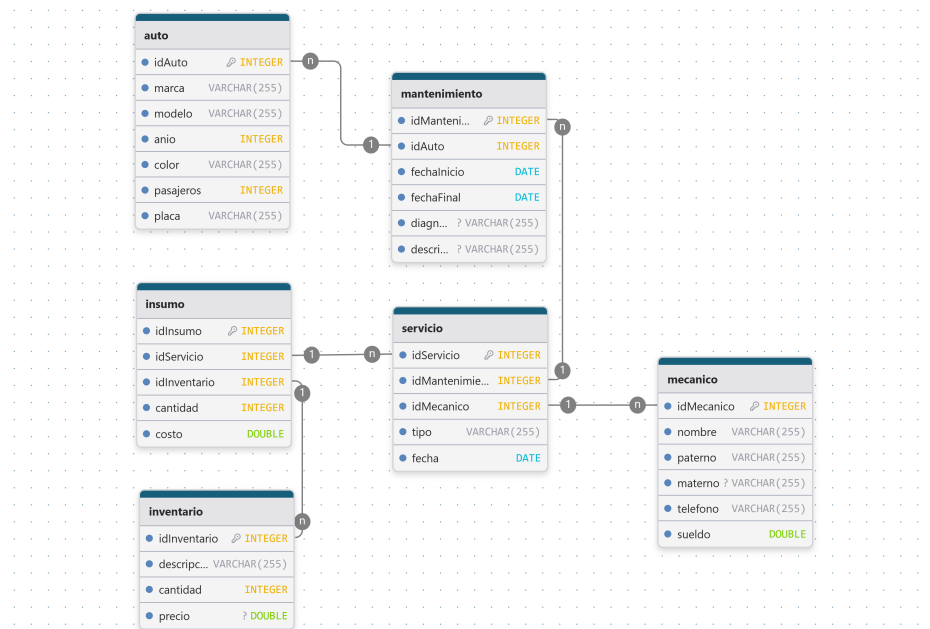 auto
idAuto INTEGER
marca VARCHAR(255)
modelo VARCHAR(255)
anio INTEGER
color VARCHAR(255)
pasajeros INTEGER
placa VARCHAR(255)
n
1
mantenimiento
idManteni... INTEGER
idAuto INTEGER
fechaInicio DATE
fechaFinal DATE
diagn... ? VARCHAR(255)
descri... ? VARCHAR(255)
n
1
insumo
idInsumo INTEGER
idServicio INTEGER
idInventario INTEGER
cantidad INTEGER
costo DOUBLE
1
n
1
n
servicio
idServicio INTEGER
idMantenimie... INTEGER
idMecanico INTEGER
tipo VARCHAR(255)
fecha DATE
1
n
mecanico
idMecanico INTEGER
nombre VARCHAR(255)
paterno VARCHAR(255)
materno ? VARCHAR(255)
telefono VARCHAR(255)
sueldo DOUBLE
inventario
idInventario INTEGER
descripc... VARCHAR(255)
cantidad INTEGER
precio ? DOUBLE